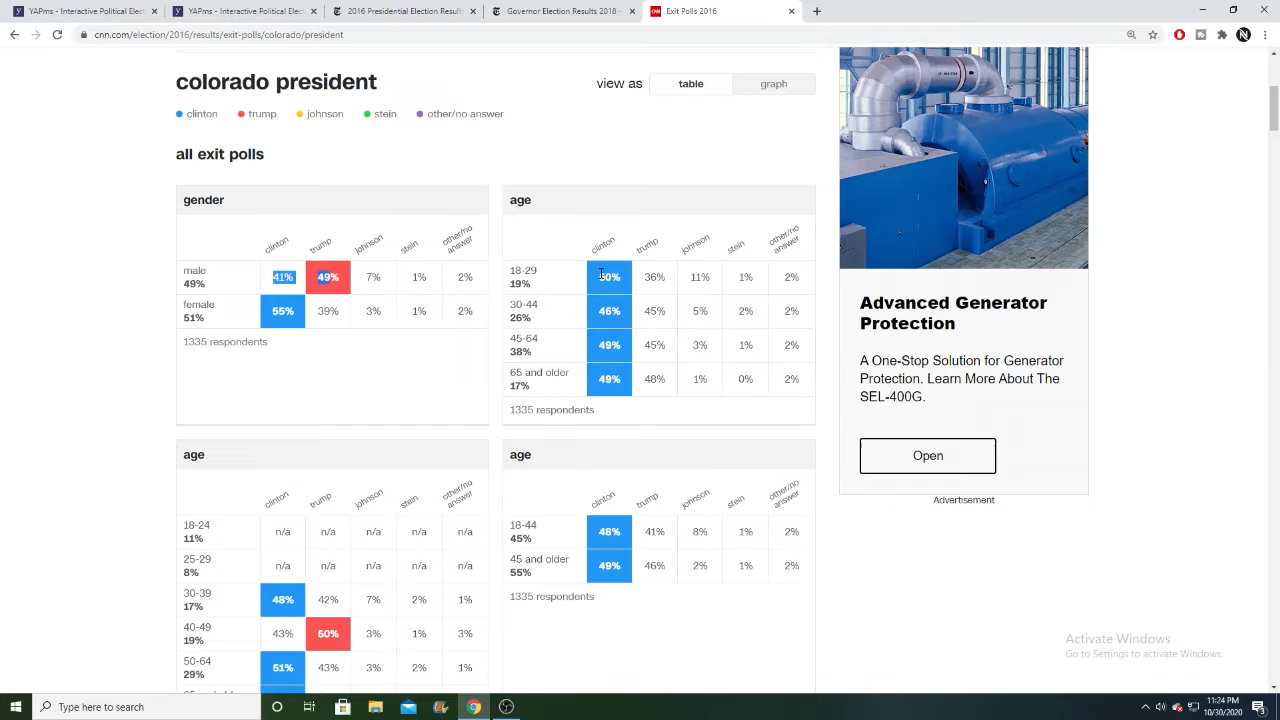 YAPms - Interactive Political Elect
YAPms - Interactive Political Elect
2016 Presidential Election Results
Governor Election Results 2018 -
CNN Exit Polls 2016
cnn.com/election/2016/results/exit-polls/colorado/president
colorado president
view as table graph
clinton trump johnson stein other/no answer
all exit polls
gender
clinton trump johnson stein other/no answer
male 49% 41% 49% 7% 1% 2%
female 51% 55% 39% 3% 1% 2%
1335 respondents
age
clinton trump johnson stein other/no answer
18-29 19% 50% 36% 11% 1% 2%
30-44 26% 46% 45% 5% 2% 2%
45-64 38% 49% 45% 3% 1% 2%
65 and older 17% 49% 48% 1% 0% 2%
1335 respondents
age
clinton trump johnson stein other/no answer
18-24 11% n/a n/a n/a n/a n/a
25-29 8% n/a n/a n/a n/a n/a
30-39 17% 48% 42% 7% 2% 1%
40-49 19% 43% 50% 3% 1% 3%
50-64 29% 51% 43% 3% 2% 1%
age
clinton trump johnson stein other/no answer
18-44 45% 48% 41% 8% 1% 2%
45 and older 55% 49% 46% 2% 1% 2%
1335 respondents
Advanced Generator
Protection
A One-Stop Solution for Generator
Protection. Learn More About The
SEL-400G.
Open
Advertisement
Activate Windows
Go to Settings to activate Windows.
Type here to search
11:24 PM
10/30/2020